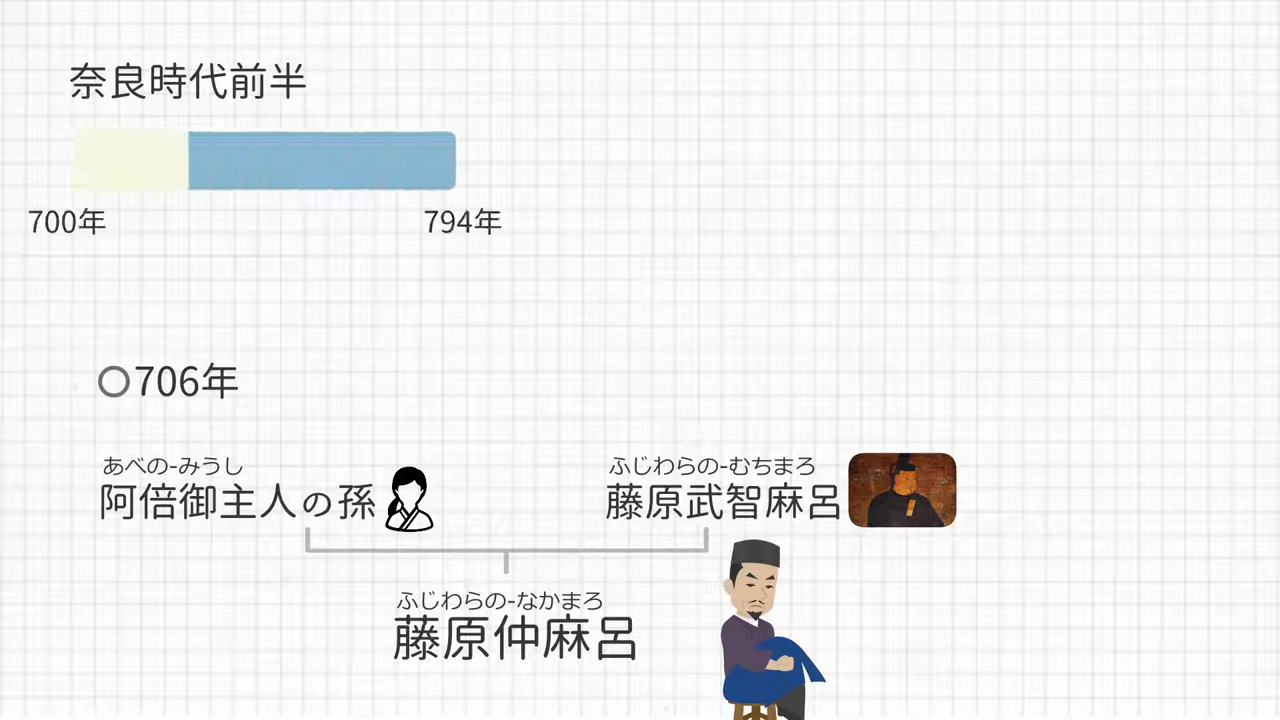 奈良時代前半
700年
794年
○706年
あべの-みうし
阿倍御主人の孫
ふじわらの-むちまろ
藤原武智麻呂
ふじわらの-なかまろ
藤原仲麻呂